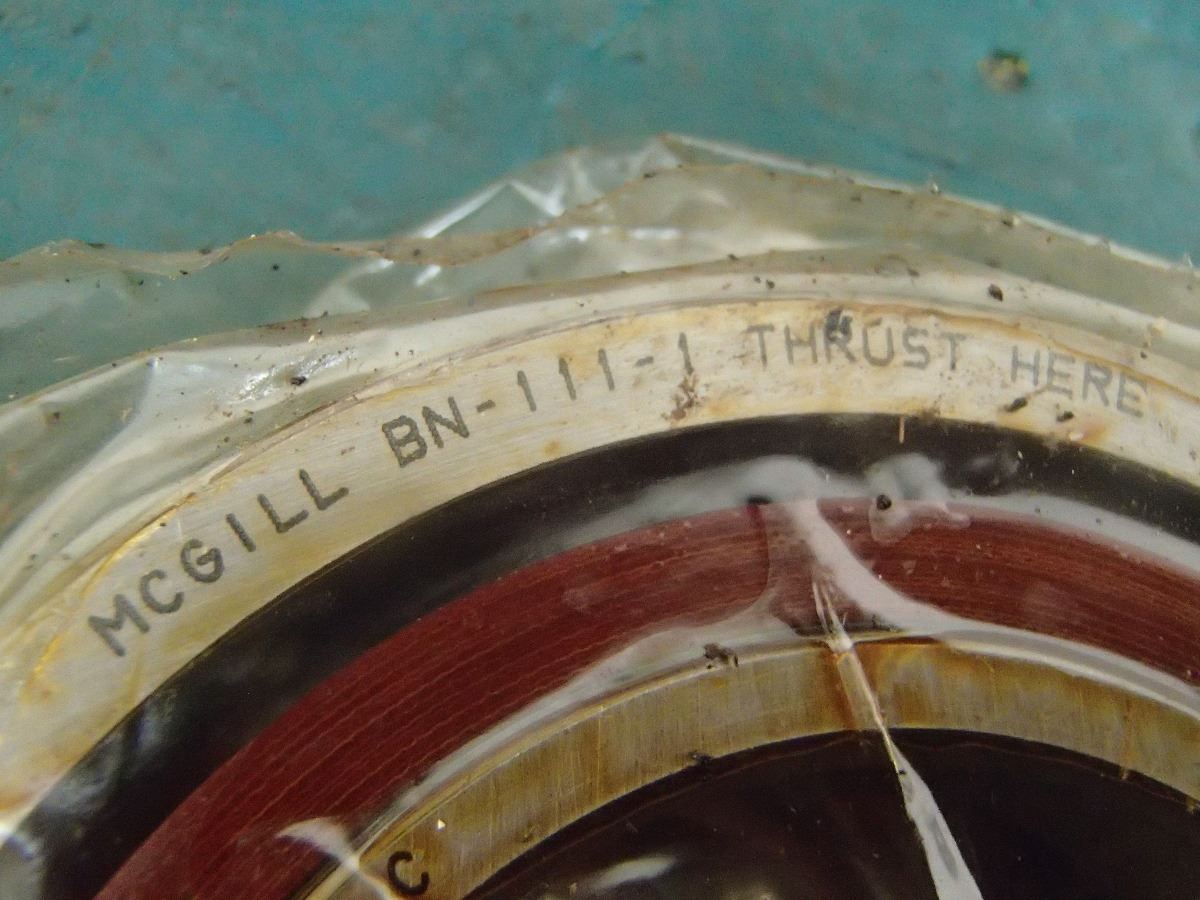 MCGILL BN-111-1 THRUST HERE
C